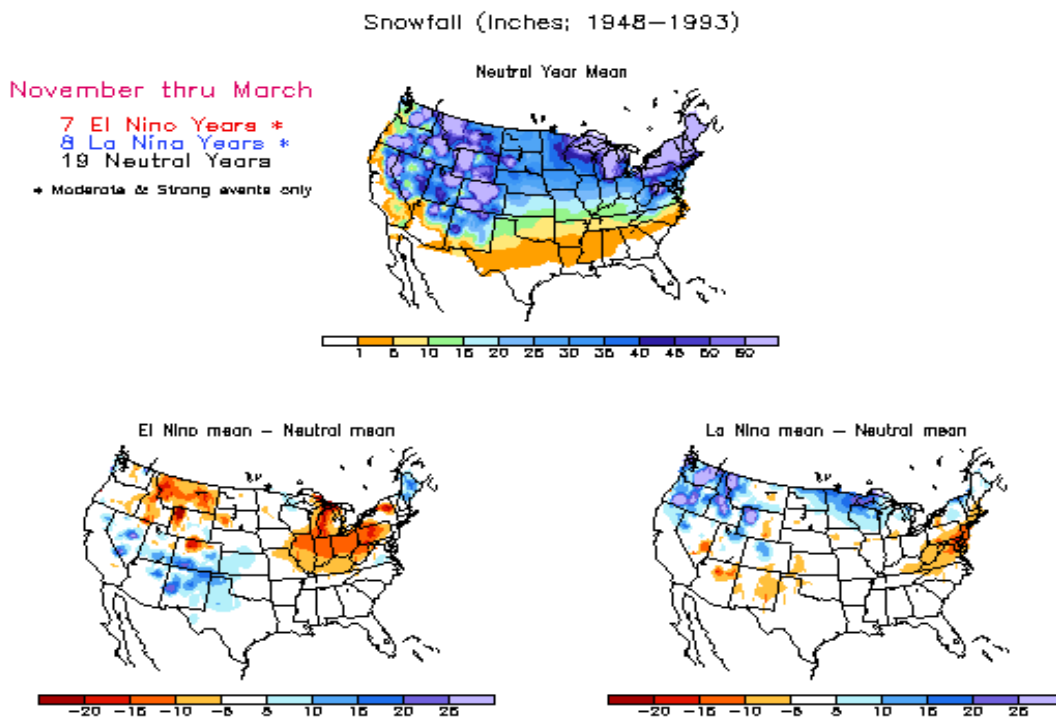 Snowfall (Inches; 1948-1993)
Neutral Year Mean
November thru March
7 El Nino Years *
8 La Nina Years *
19 Neutral Years
* Moderate & Strong events only
1 5 10 15 20 25 30 35 40 45 50 60
El Nino mean - Neutral mean
La Nina mean - Neutral mean
-20 -15 -10 -5 5 10 15 20 25
-20 -15 -10 -5 5 10 15 20 25